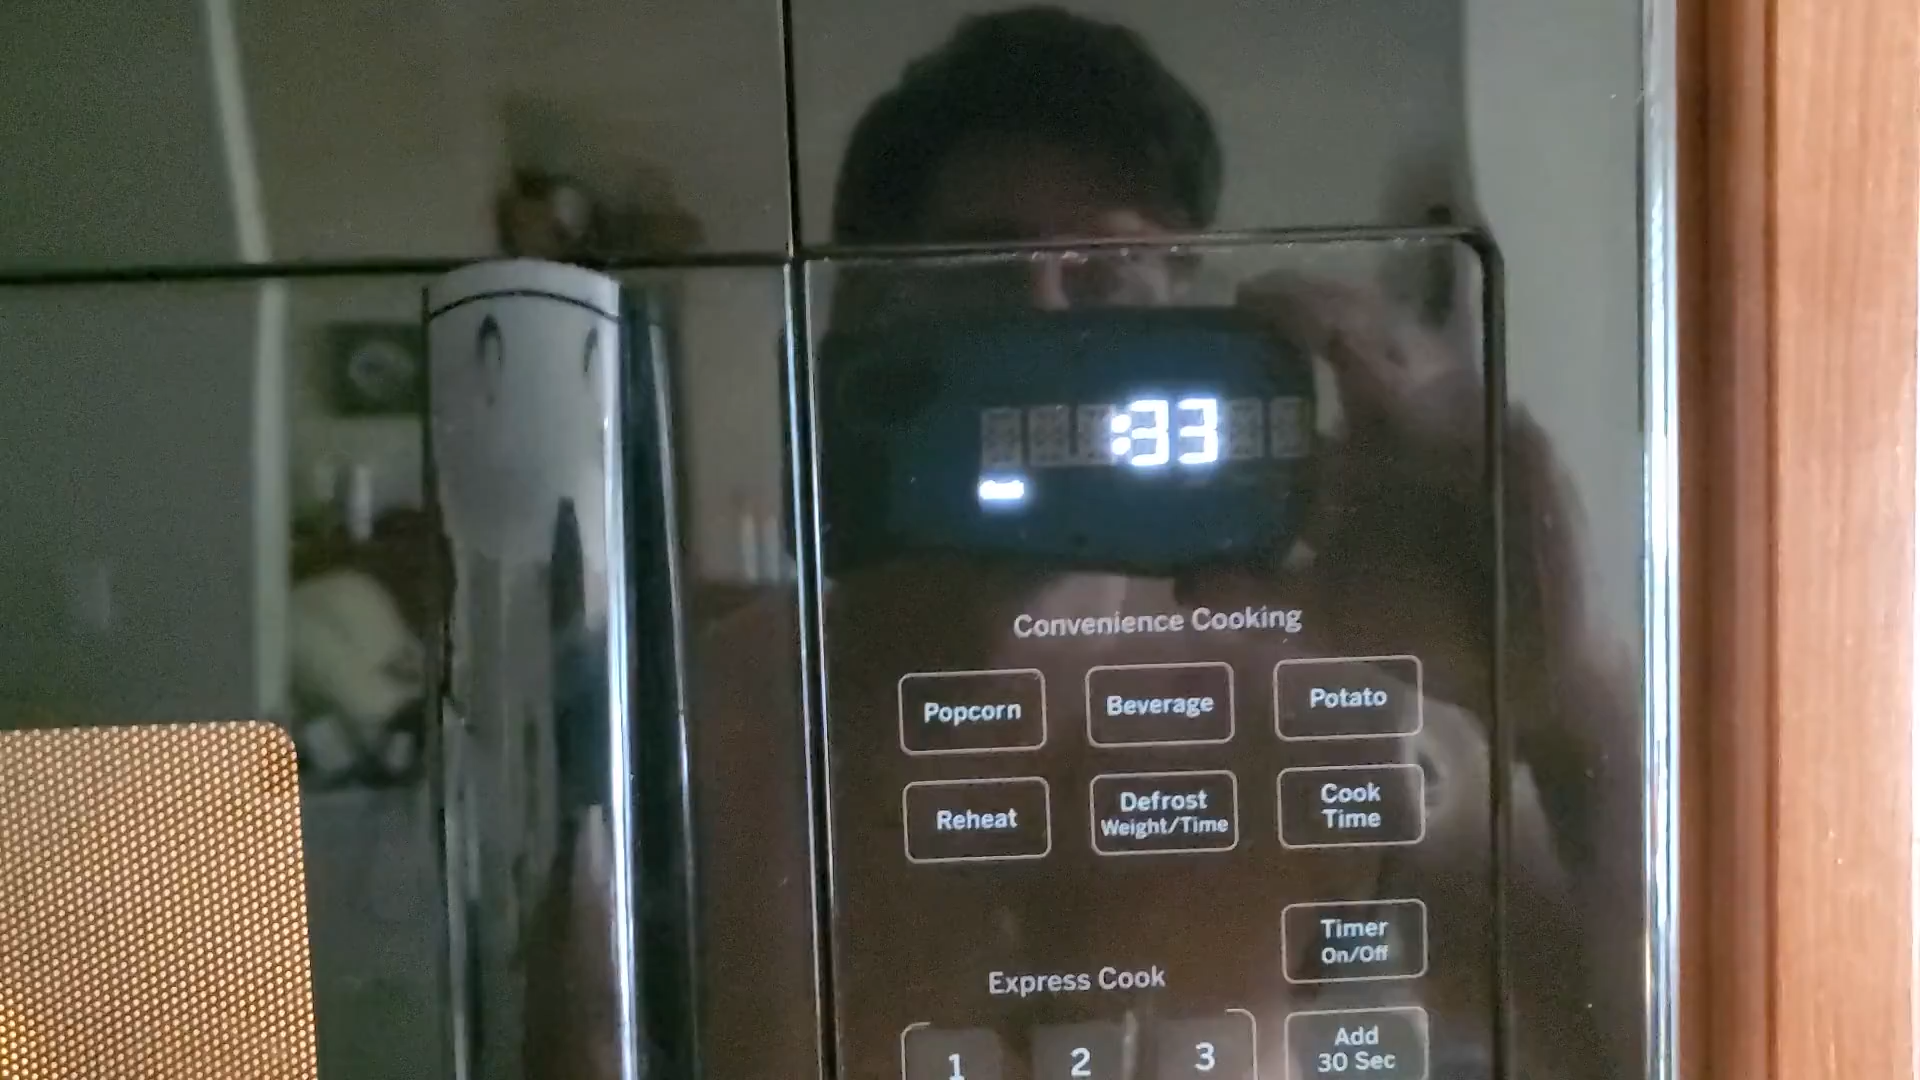 :33
Convenience Cooking
Popcorn
Beverage
Potato
Reheat
Defrost
Weight/Time
Cook
Time
Timer
On/Off
Express Cook
1
2
3
Add
30 Sec